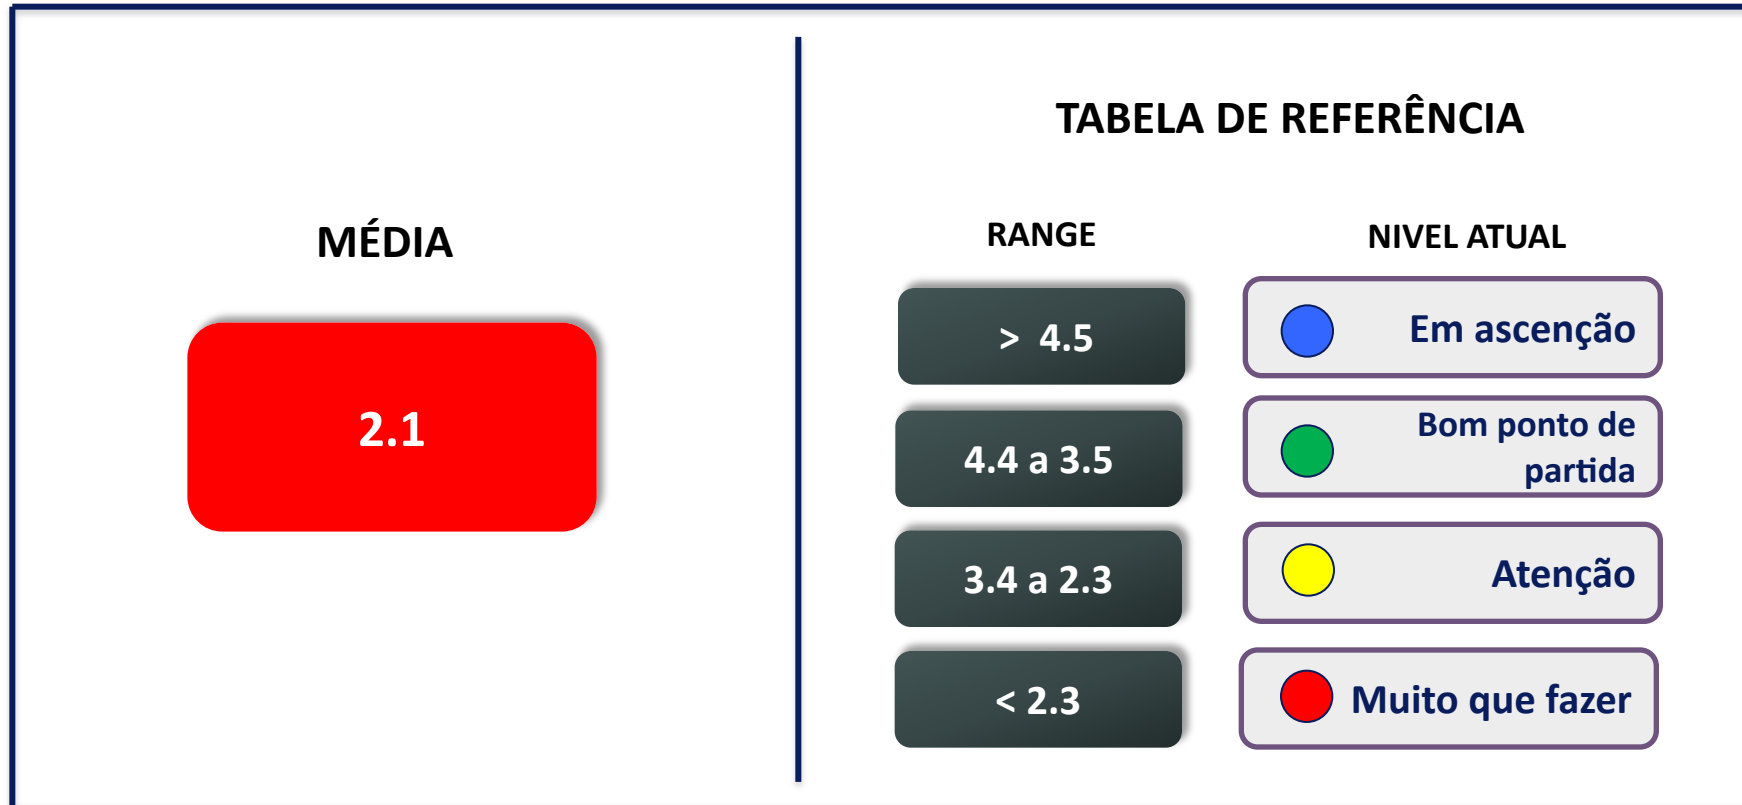 MÉDIA
2.1
TABELA DE REFERÊNCIA
RANGE
NIVEL ATUAL
> 4.5
Em ascenção
4.4 a 3.5
Bom ponto de
partida
3.4 a 2.3
Atenção
< 2.3
Muito que fazer